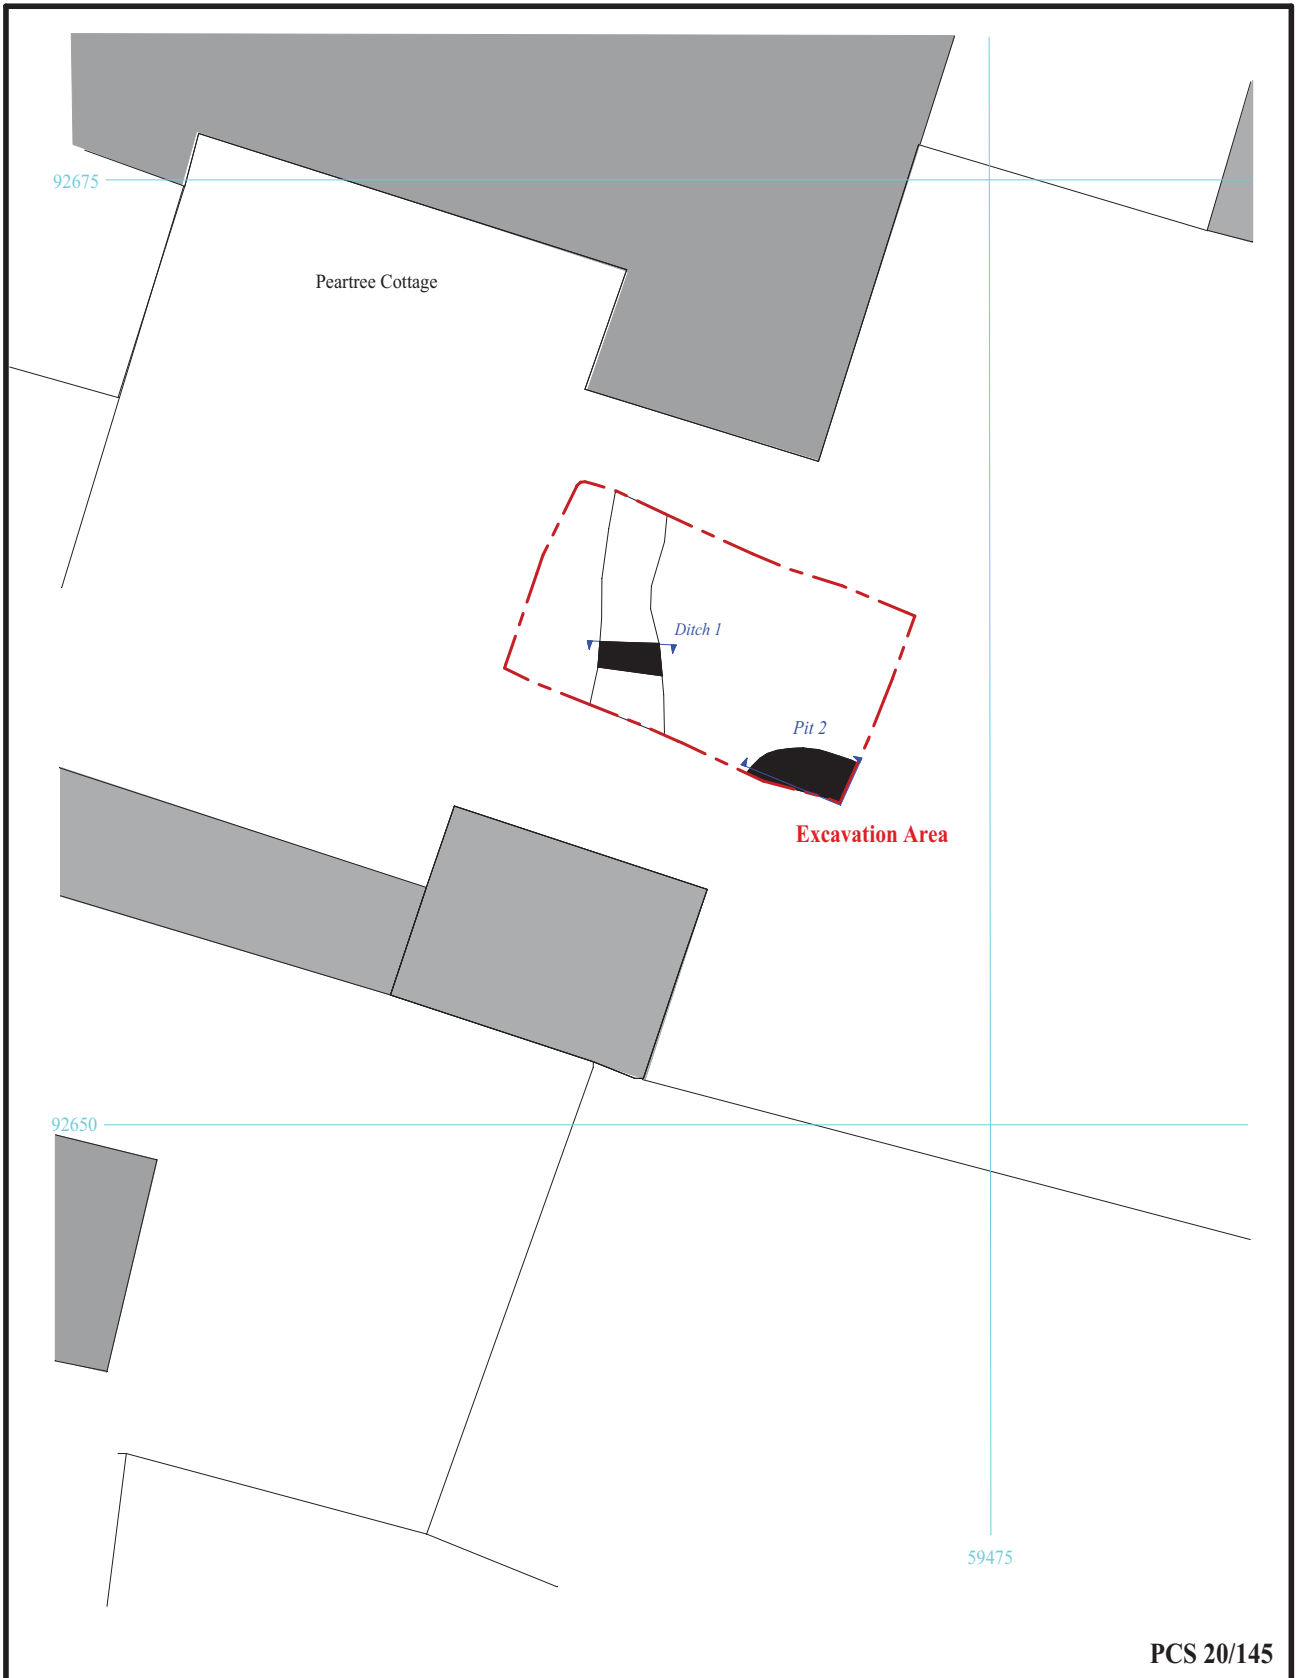 92675
Peartree Cottage
Ditch 1
Pit 2
Excavation Area
92650
59475
PCS 20/145